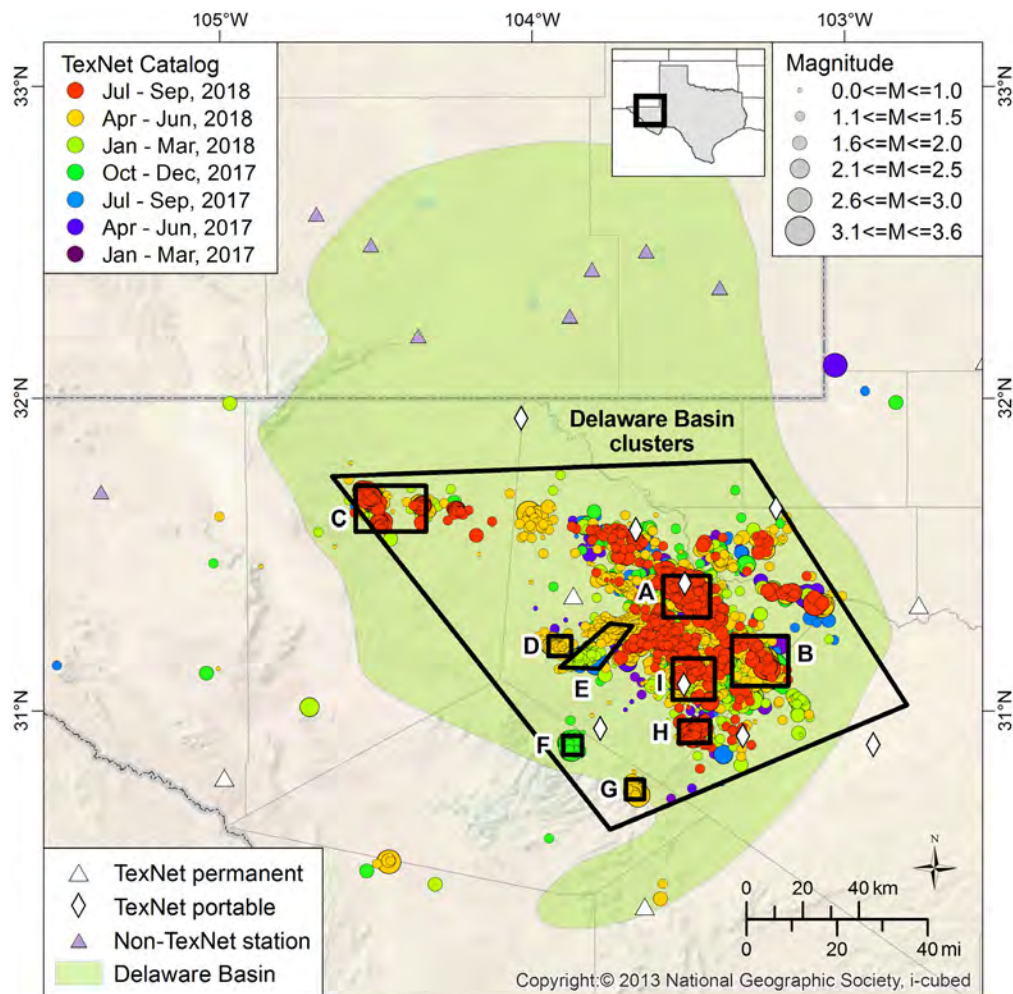 105°W
104°W
103°W
33°N
33°N
TexNet Catalog
Jul - Sep, 2018
Apr - Jun, 2018
Jan - Mar, 2018
Oct - Dec, 2017
Jul - Sep, 2017
Apr - Jun, 2017
Jan - Mar, 2017
Magnitude
0.0<=M<=1.0
1.1<=M<=1.5
1.6<=M<=2.0
2.1<=M<=2.5
2.6<=M<=3.0
3.1<=M<=3.6
32°N
32°N
Delaware Basin
clusters
C
A
D
E
B
I
31°N
31°N
F
H
G
N
TexNet permanent
TexNet portable
Non-TexNet station
Delaware Basin
0 20 40 km
0 20 40 mi
Copyright:© 2013 National Geographic Society, i-cubed